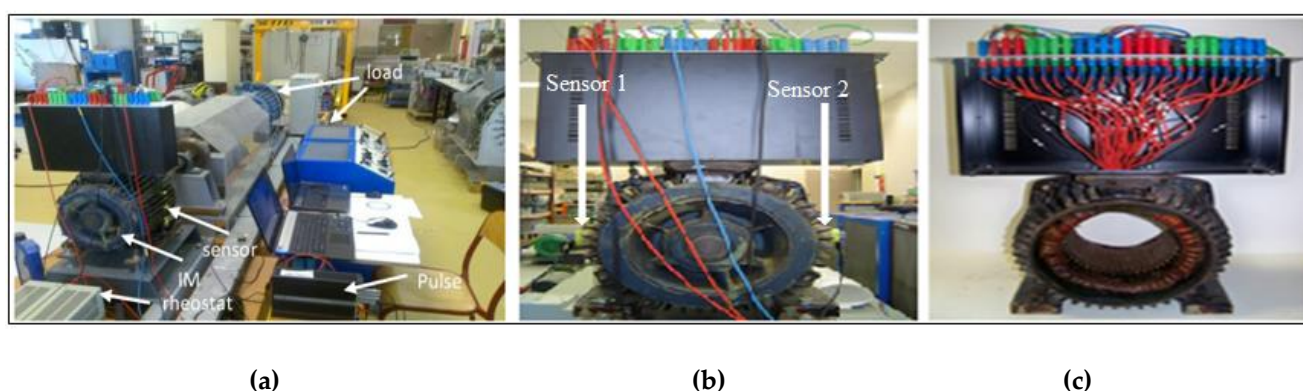 load
sensor
IM
rheostat
Pulse
Sensor 1
Sensor 2
(a)
(b)
(c)